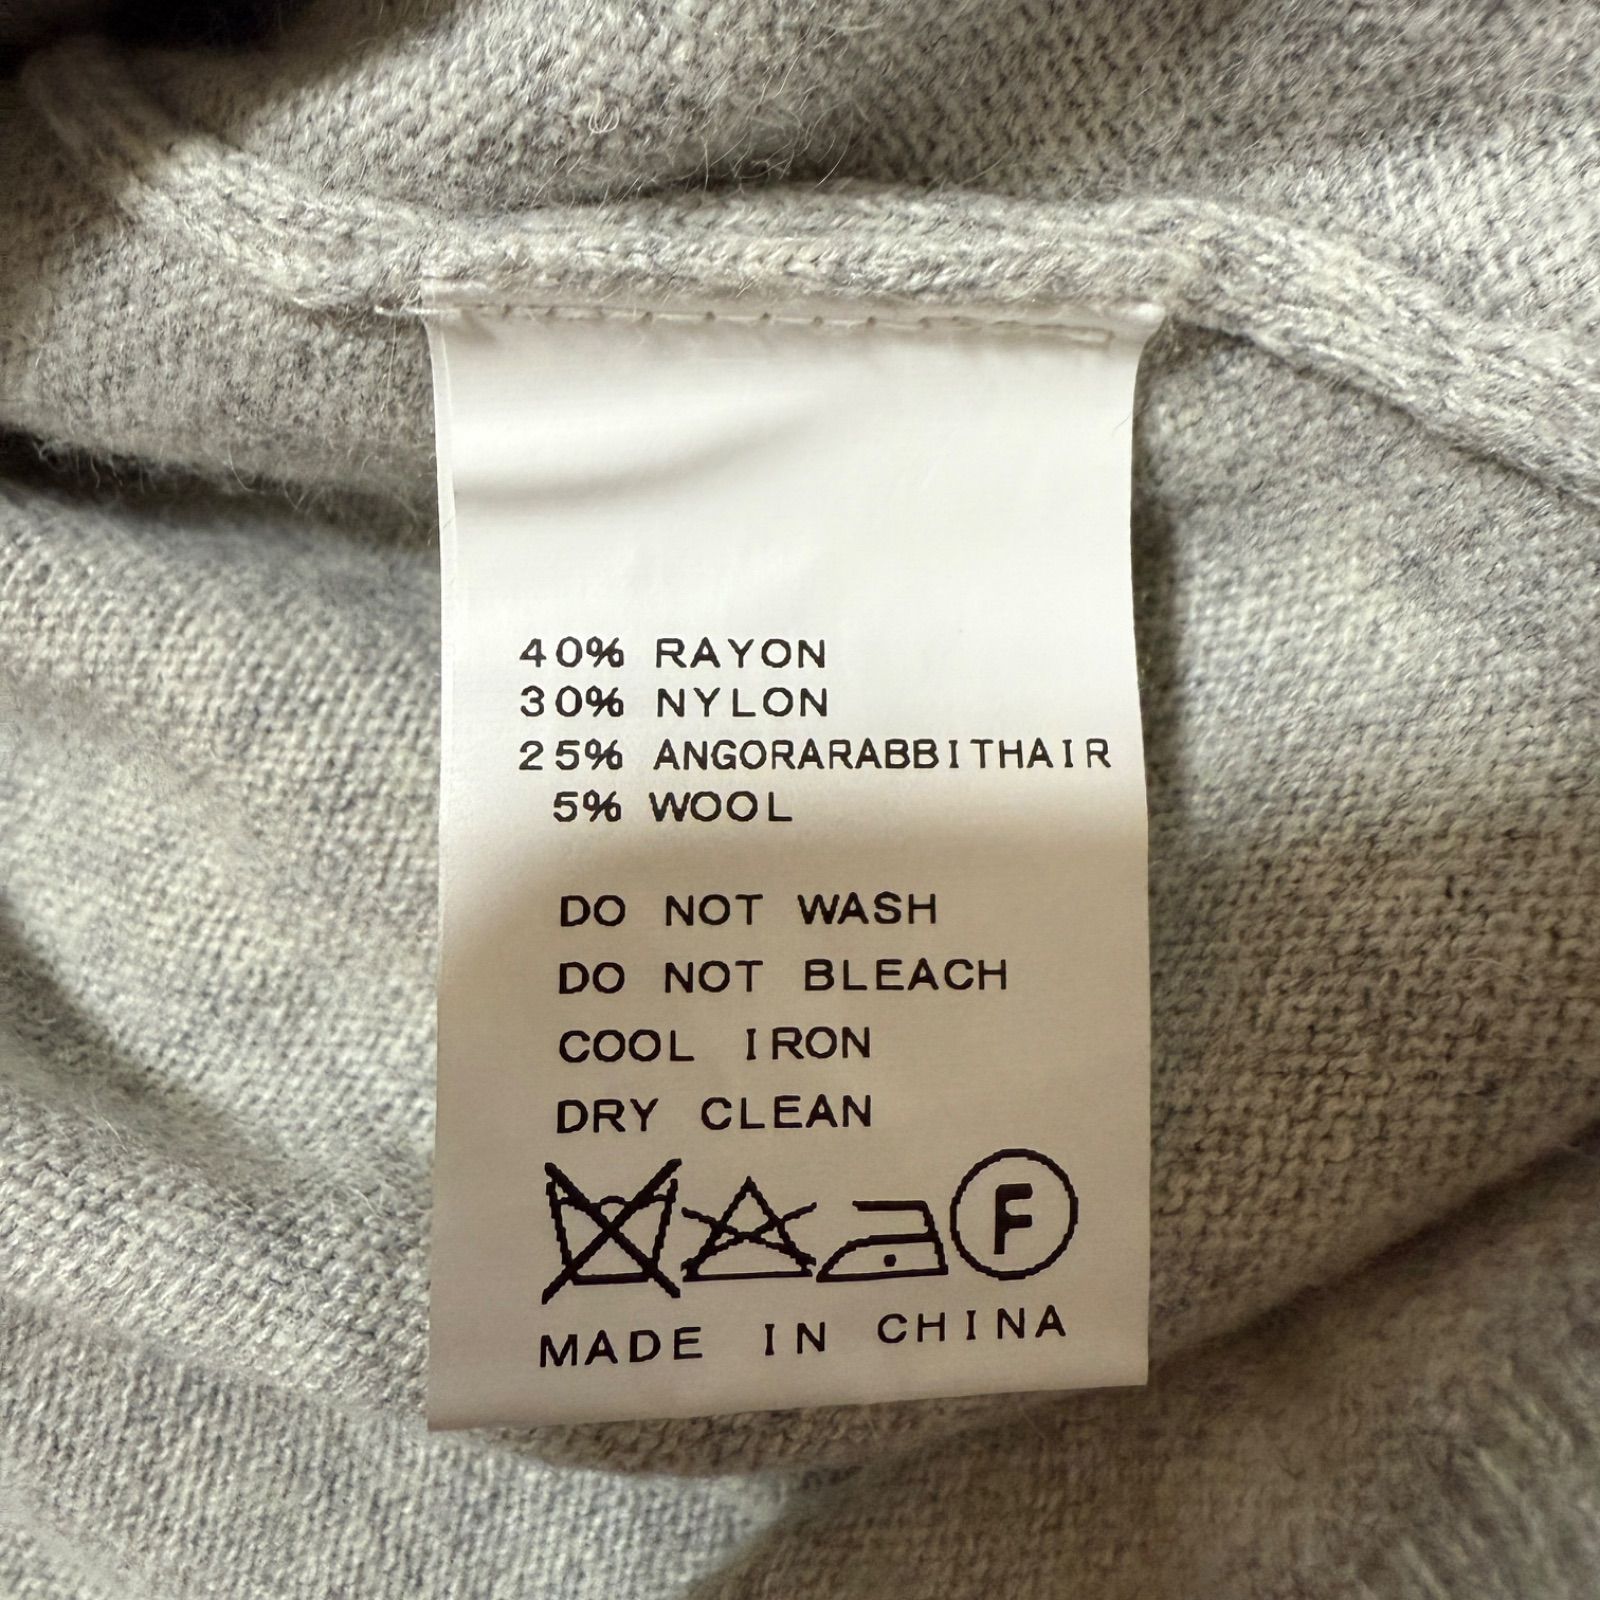 40% RAYON
30% NYLON
25% ANGORARABBITHAIR
5% WOOL
DO NOT WASH
DO NOT BLEACH
COOL IRON
DRY CLEAN
F
MADE IN CHINA